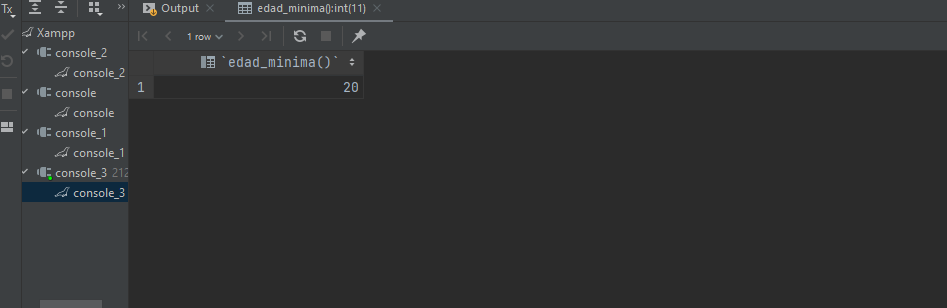 Tx
Output
edad_minima():int(11)
1 row
Xampp
console_2
console_2
console
console
console_1
console_1
console_3 212
console_3
`edad_minima()`
1 20